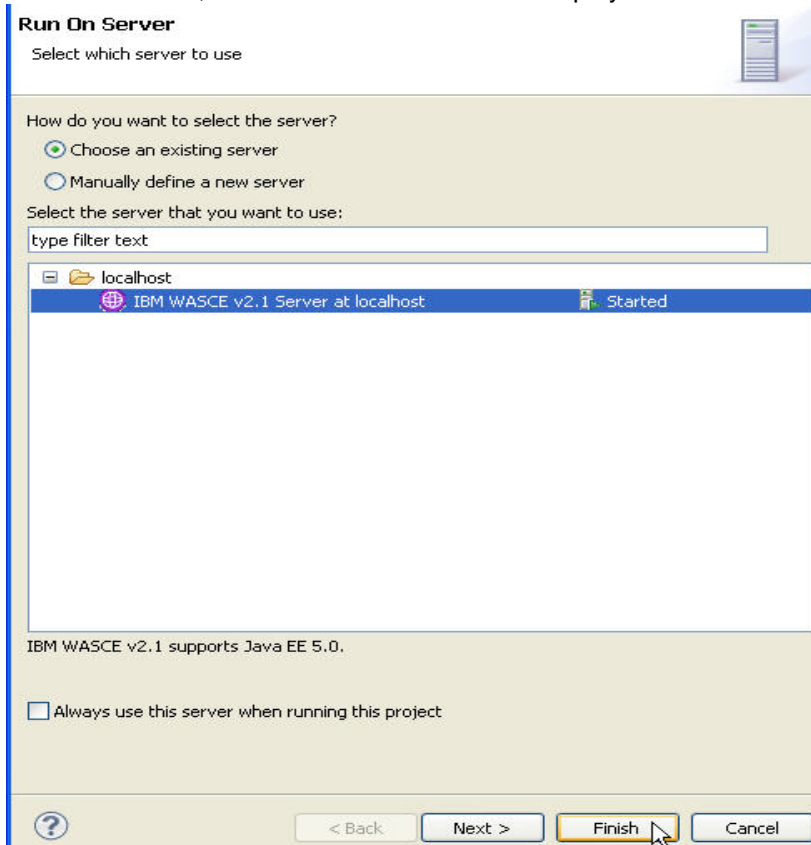 Run On Server
Select which server to use
How do you want to select the server?
Choose an existing server
Manually define a new server
Select the server that you want to use:
type filter text
localhost
IBM WASCE v2.1 Server at localhost Started
IBM WASCE v2.1 supports Java EE 5.0.
Always use this server when running this project
? < Back Next > Finish Cancel